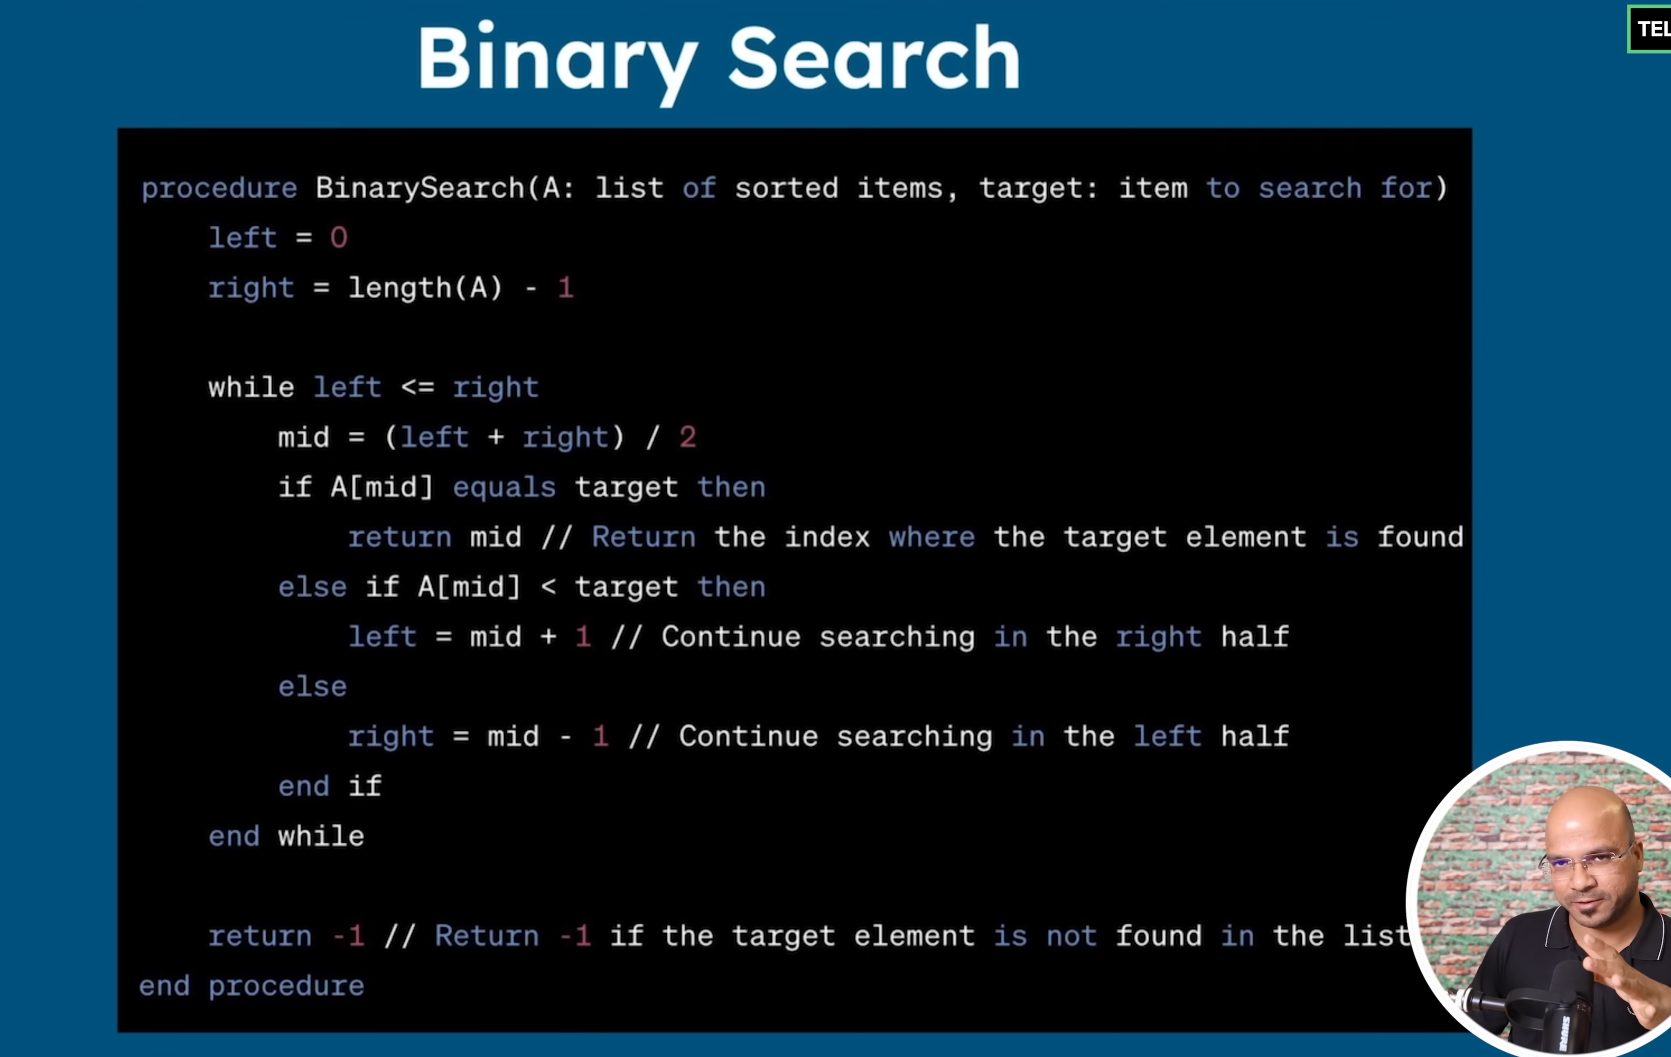 Binary Search
TEL
procedure BinarySearch(A: list of sorted items, target: item to search for)
left = 0
right = length(A) - 1
while left <= right
mid = (left + right) / 2
if A[mid] equals target then
return mid // Return the index where the target element is found
else if A[mid] < target then
left = mid + 1 // Continue searching in the right half
else
right = mid - 1 // Continue searching in the left half
end if
end while
return -1 // Return -1 if the target element is not found in the list
end procedure
SHURE